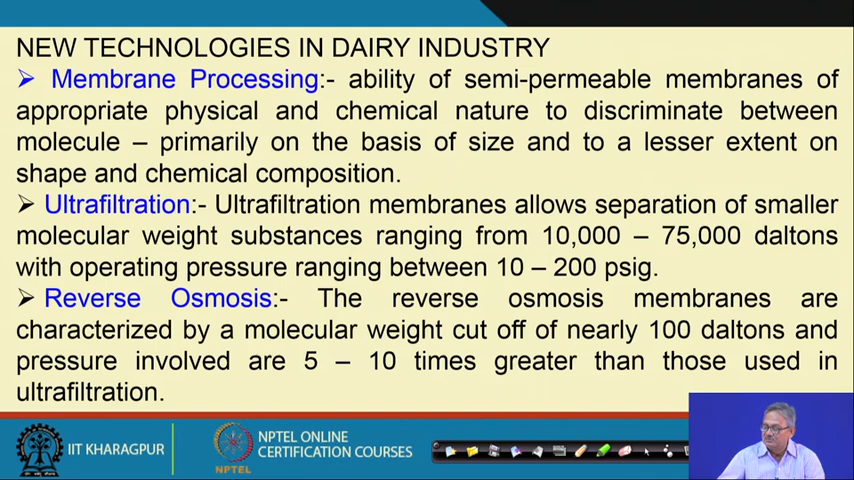 NEW TECHNOLOGIES IN DAIRY INDUSTRY
➢ Membrane Processing:- ability of semi-permeable membranes of
appropriate physical and chemical nature to discriminate between
molecule – primarily on the basis of size and to a lesser extent on
shape and chemical composition.
➢ Ultrafiltration:- Ultrafiltration membranes allows separation of smaller
molecular weight substances ranging from 10,000 – 75,000 daltons
with operating pressure ranging between 10 – 200 psig.
➢ Reverse Osmosis:- The reverse osmosis membranes are
characterized by a molecular weight cut off of nearly 100 daltons and
pressure involved are 5 – 10 times greater than those used in
ultrafiltration.
IIT KHARAGPUR
NPTEL
NPTEL ONLINE
CERTIFICATION COURSES